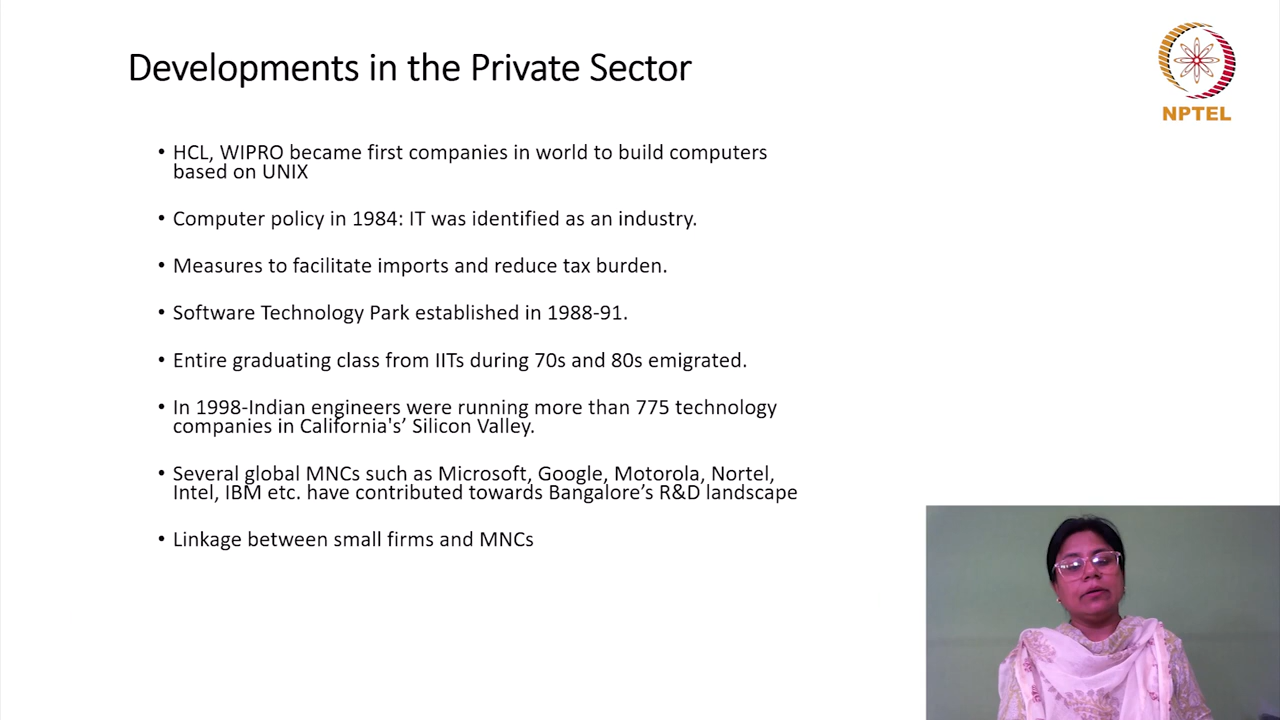 Developments in the Private Sector
NPTEL
• HCL, WIPRO became first companies in world to build computers
based on UNIX
• Computer policy in 1984: IT was identified as an industry.
• Measures to facilitate imports and reduce tax burden.
• Software Technology Park established in 1988-91.
• Entire graduating class from IITs during 70s and 80s emigrated.
• In 1998-Indian engineers were running more than 775 technology
companies in California's’ Silicon Valley.
• Several global MNCs such as Microsoft, Google, Motorola, Nortel,
Intel, IBM etc. have contributed towards Bangalore’s R&D landscape
• Linkage between small firms and MNCs